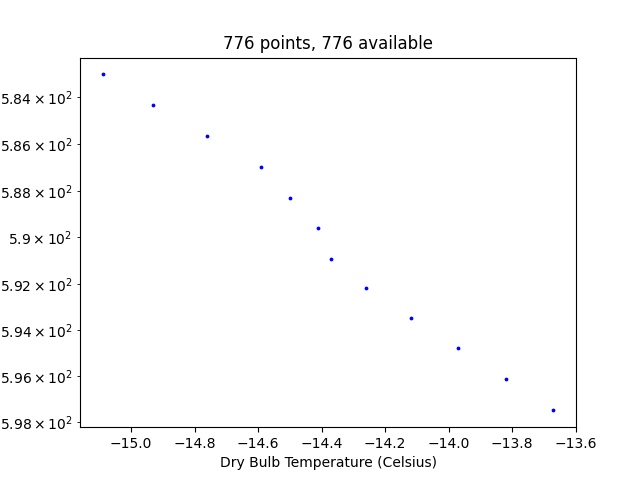 776 points, 776 available
5.84 × 10²
5.86 × 10²
5.88 × 10²
5.9 × 10²
5.92 × 10²
5.94 × 10²
5.96 × 10²
5.98 × 10²
−15.0 −14.8 −14.6 −14.4 −14.2 −14.0 −13.8 −13.6
Dry Bulb Temperature (Celsius)